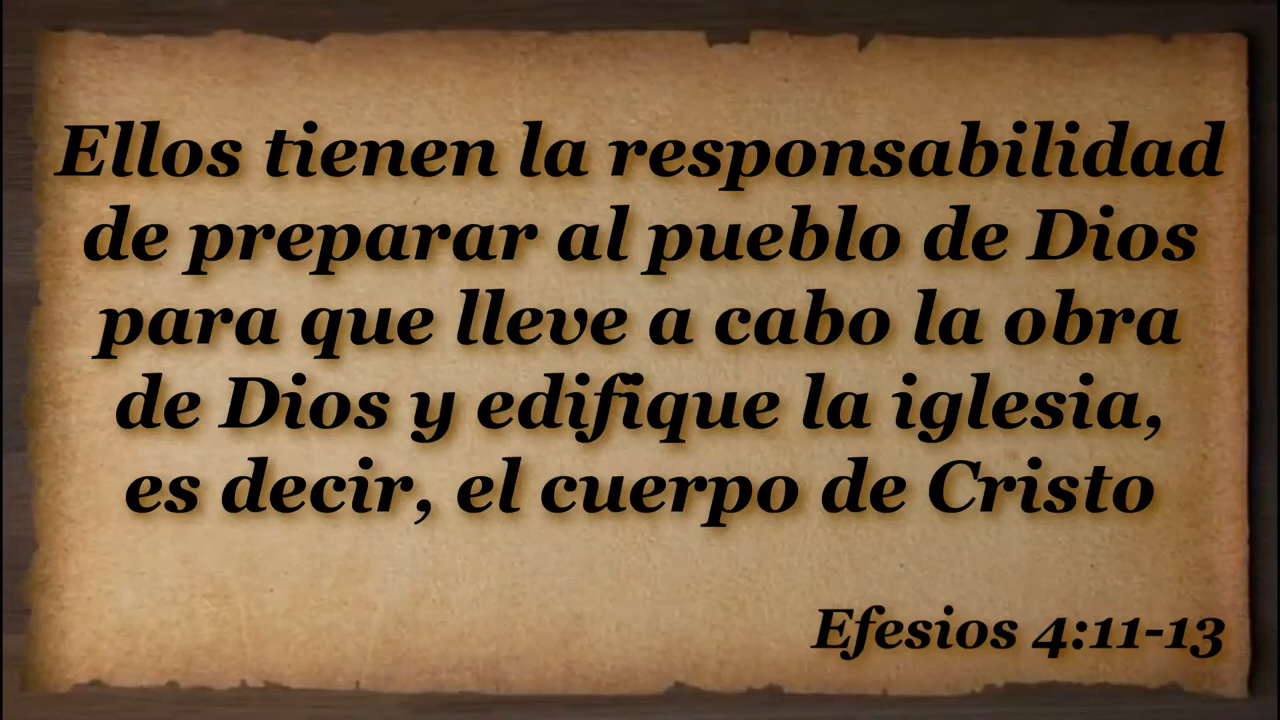 Ellos tienen la responsabilidad
de preparar al pueblo de Dios
para que lleve a cabo la obra
de Dios y edifique la iglesia,
es decir, el cuerpo de Cristo
Efesios 4:11-13